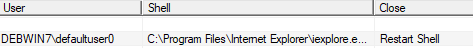 User Shell Close
DEBWIN7\defaultuser0 C:\Program Files\Internet Explorer\iexplore.e... Restart Shell